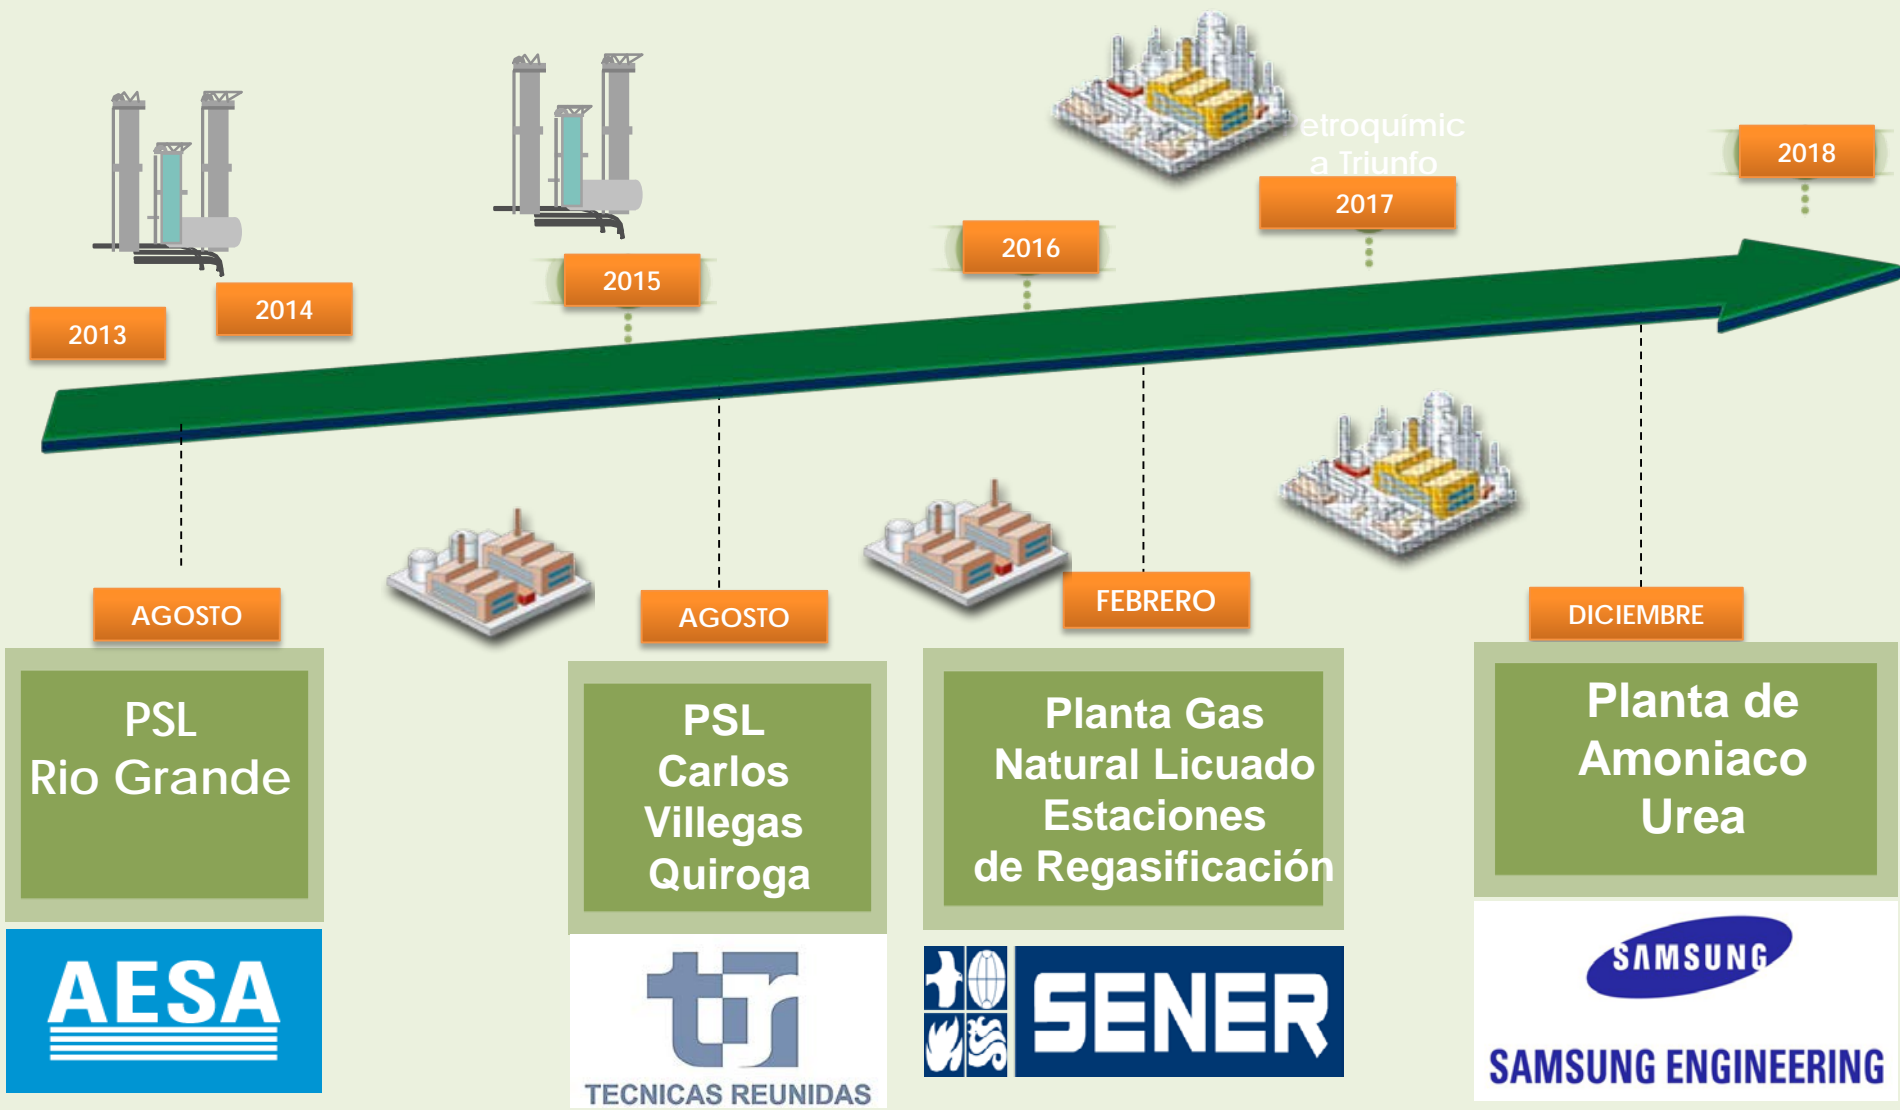 etroquímic
a Triunfo
2013
2014
2015
2016
2017
2018
AGOSTO
PSL
Rio Grande
AESA
AGOSTO
PSL
Carlos
Villegas
Quiroga
tr
TECNICAS REUNIDAS
FEBRERO
Planta Gas
Natural Licuado
Estaciones
de Regasificación
SENER
DICIEMBRE
Planta de
Amoniaco
Urea
SAMSUNG
SAMSUNG ENGINEERING